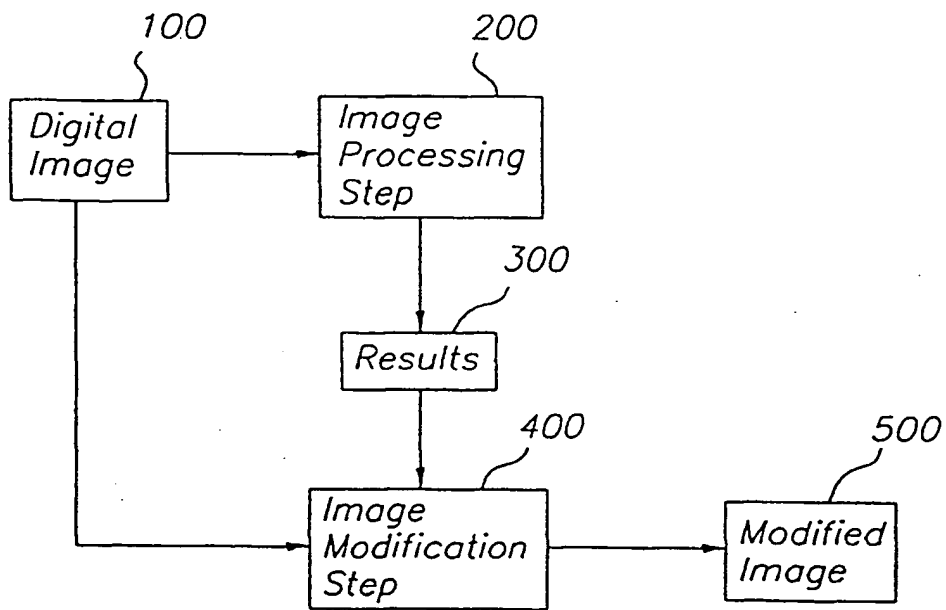 100
200
Digital
Image
Image
Processing
Step
300
Results
400
Image
Modification
Step
500
Modified
Image